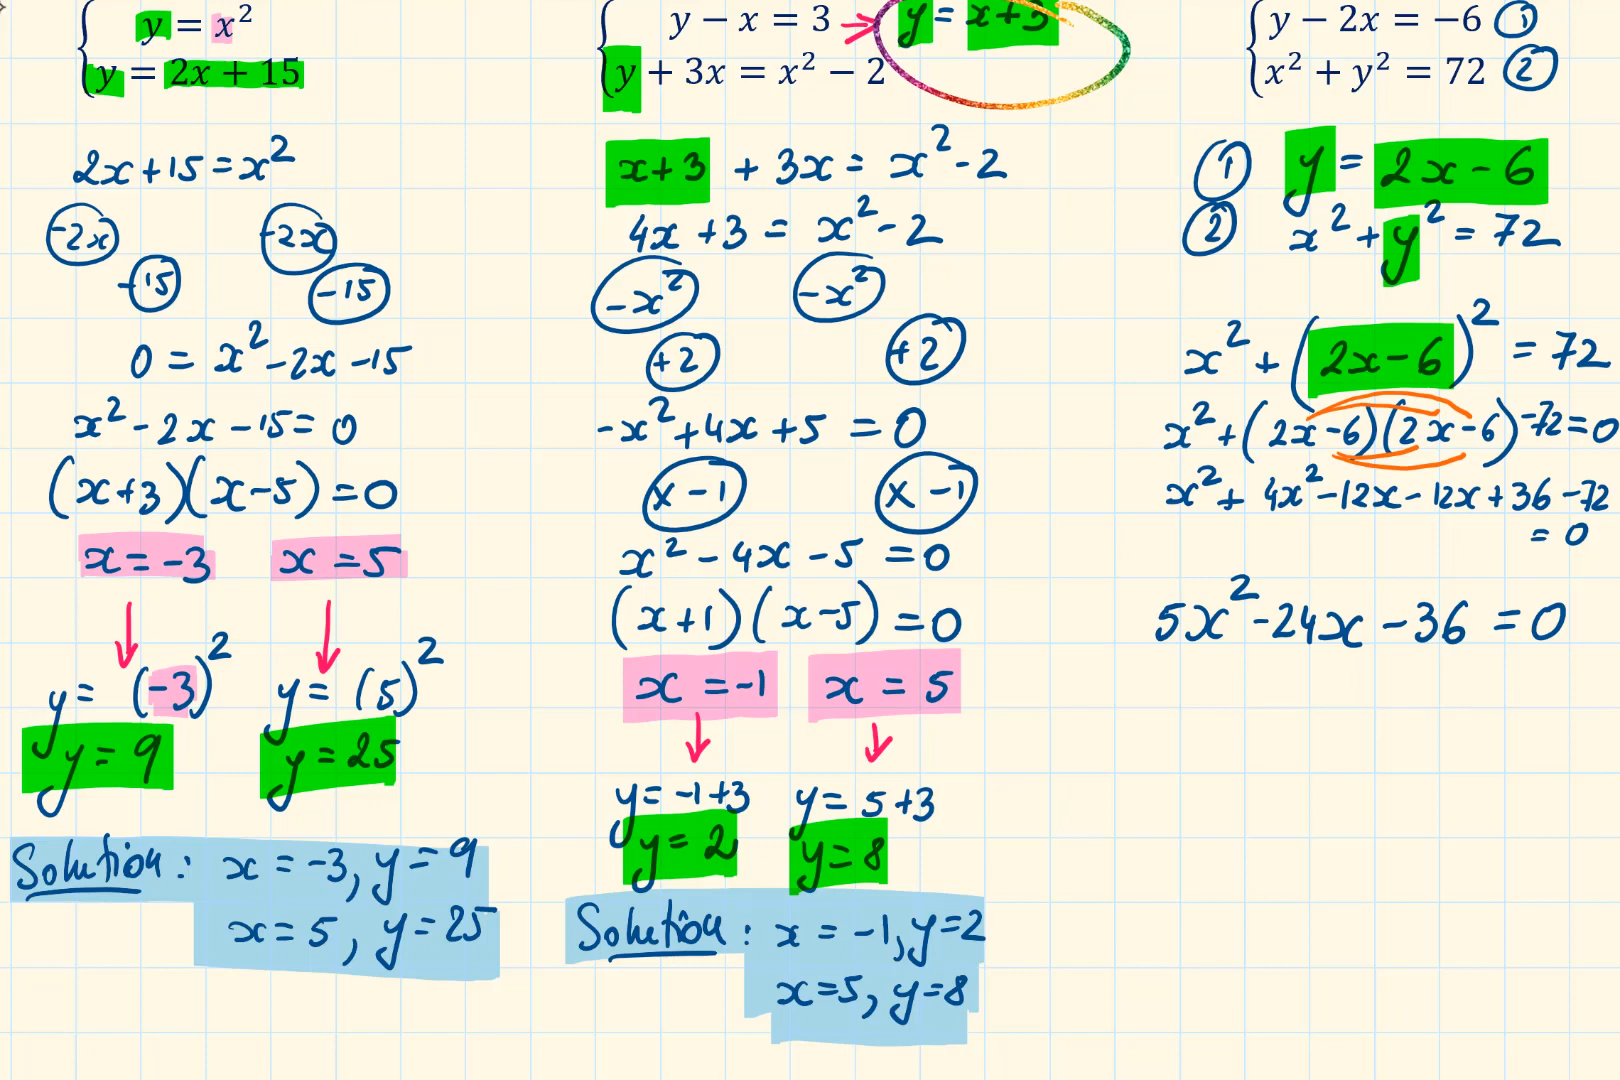 y = x²
y = 2x + 15
2x+15 = x²
-2x -2x
-15 -15
0 = x² -2x -15
x² - 2x -15 = 0
(x+3)(x-5) = 0
x = -3 x = 5
y = (-3)² y = (5)²
y = 9 y = 25
Solution: x = -3, y = 9
x = 5, y = 25
y − x = 3 y = x+3
y + 3x = x² − 2
x+3 + 3x = x² - 2
4x +3 = x² - 2
-x² -x²
+2 +2
-x² +4x +5 = 0
x -1 x -1
x² - 4x - 5 = 0
(x+1)(x-5) = 0
x = -1 x = 5
y = -1+3 y = 5+3
y = 2 y = 8
Solution: x = -1, y=2
x=5, y=8
y − 2x = −6 ①
x² + y² = 72 ②
① y = 2x - 6
② x² + y² = 72
x² + (2x-6)² = 72
x² + (2x-6)(2x-6) -72=0
x² + 4x² -12x -12x +36 -72
= 0
5x² -24x -36 = 0